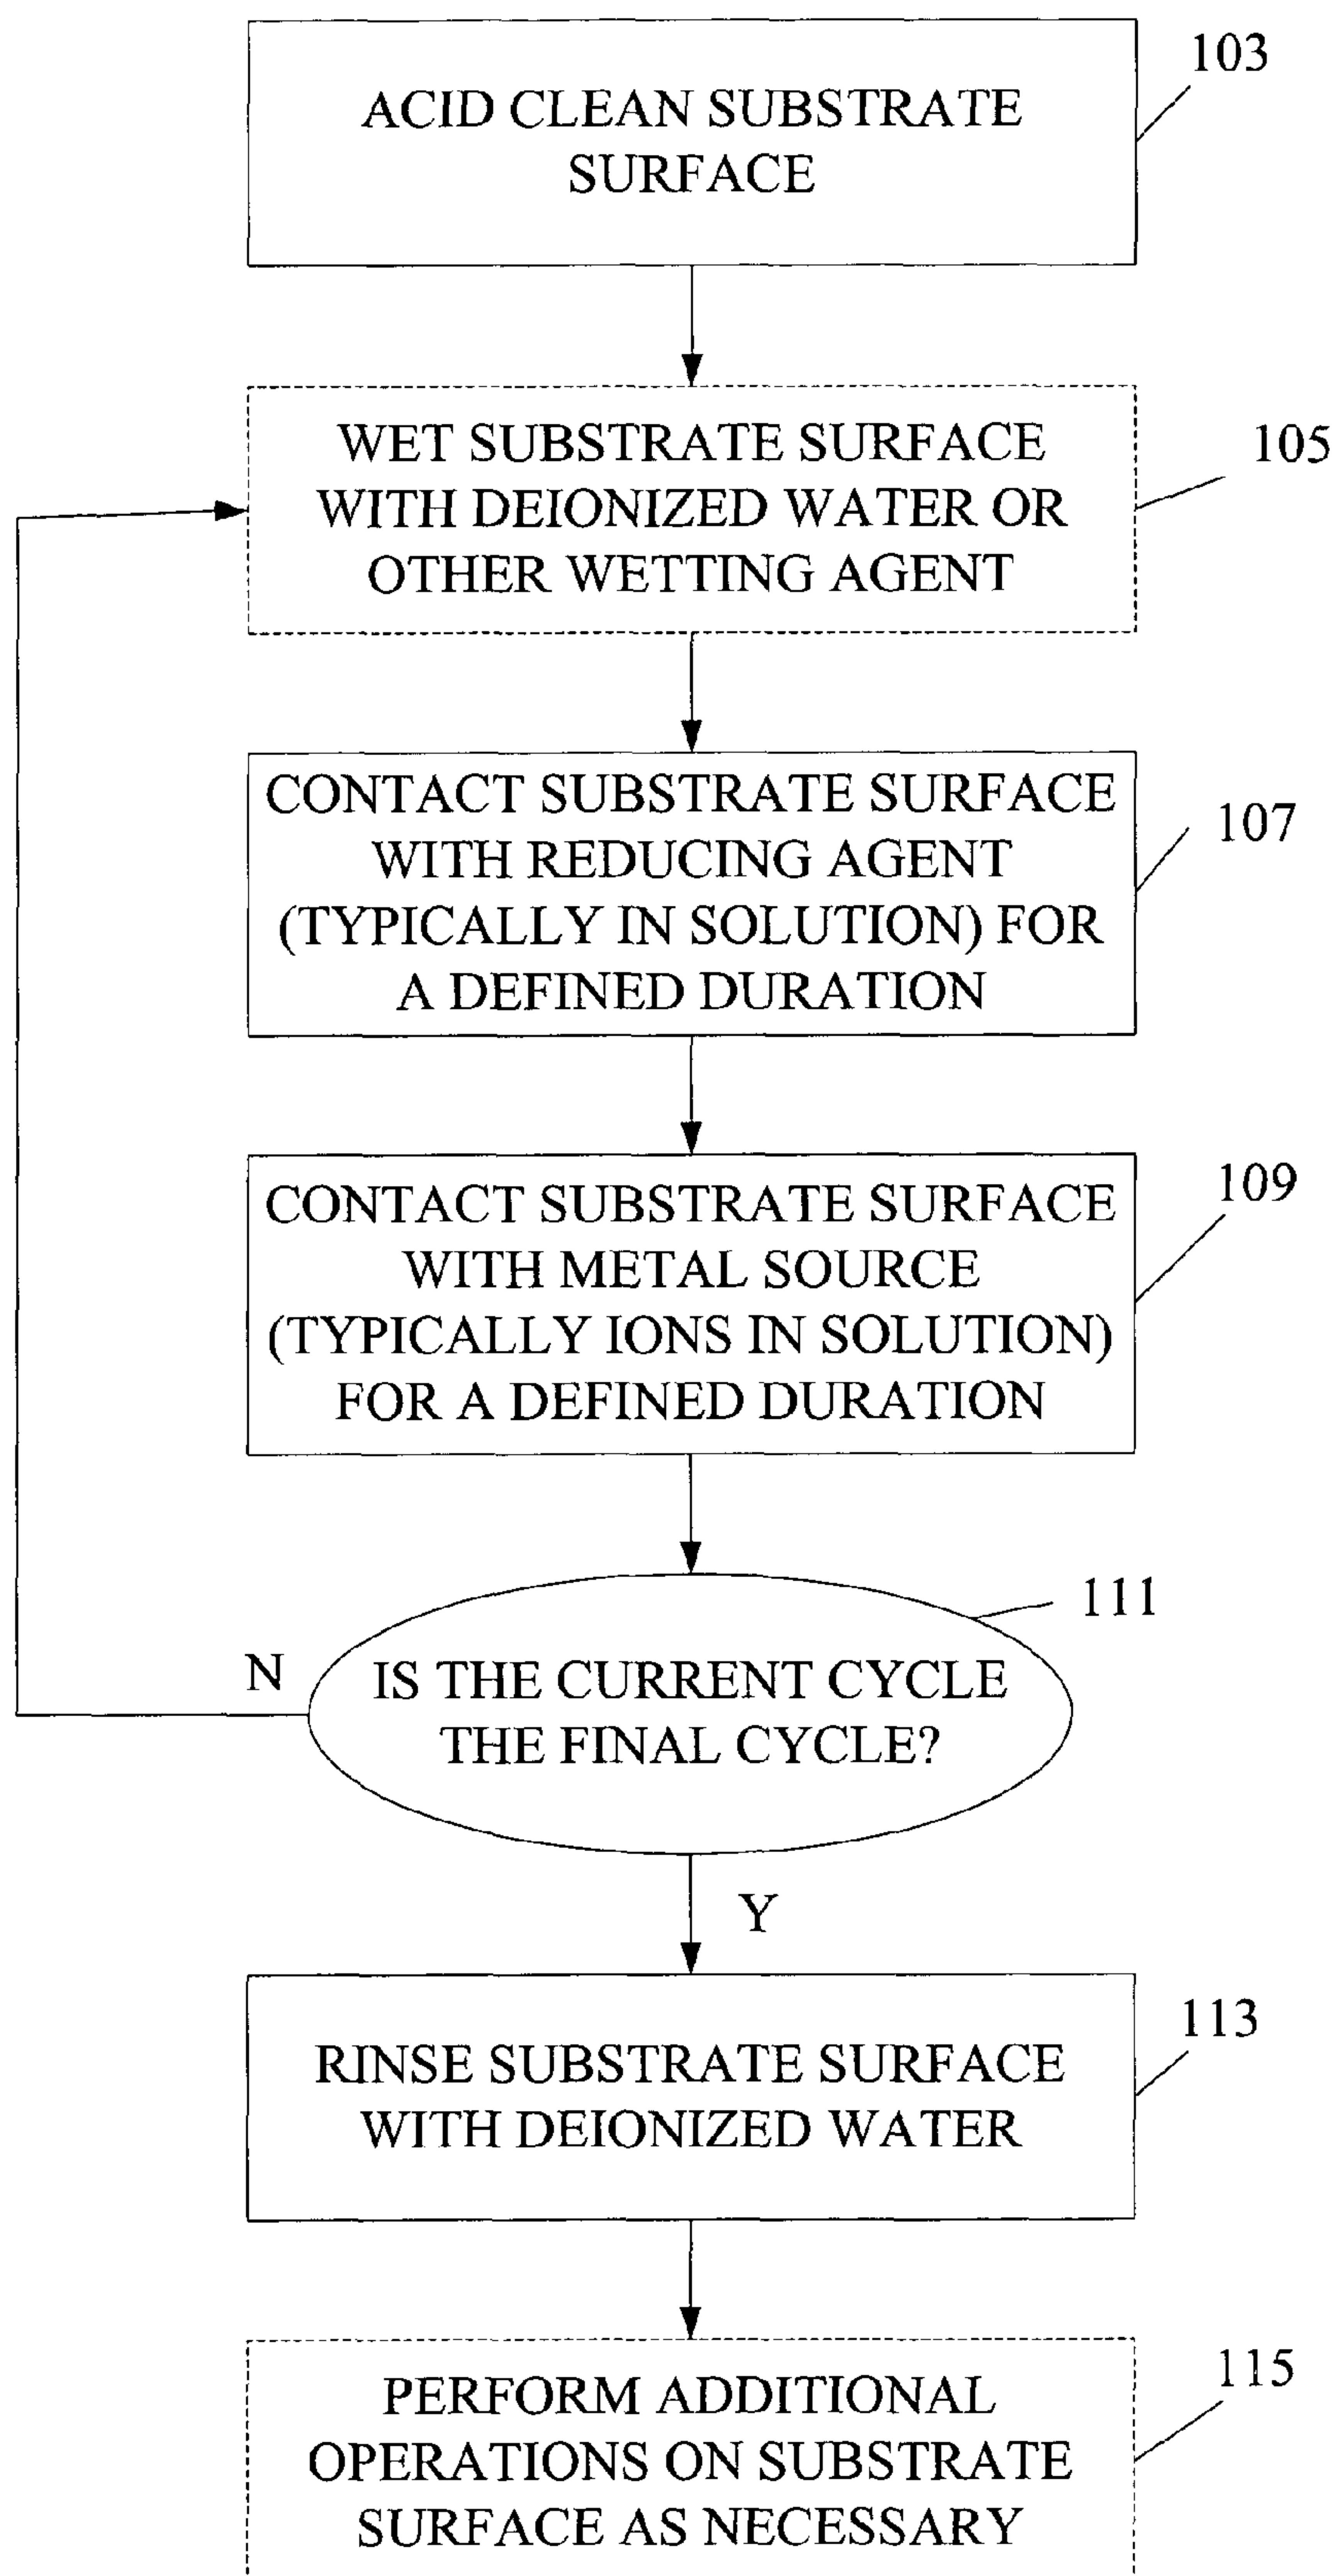 103
ACID CLEAN SUBSTRATE
SURFACE
105
WET SUBSTRATE SURFACE
WITH DEIONIZED WATER OR
OTHER WETTING AGENT
107
CONTACT SUBSTRATE SURFACE
WITH REDUCING AGENT
(TYPICALLY IN SOLUTION) FOR
A DEFINED DURATION
109
CONTACT SUBSTRATE SURFACE
WITH METAL SOURCE
(TYPICALLY IONS IN SOLUTION)
FOR A DEFINED DURATION
111
N
IS THE CURRENT CYCLE
THE FINAL CYCLE?
Y
113
RINSE SUBSTRATE SURFACE
WITH DEIONIZED WATER
115
PERFORM ADDITIONAL
OPERATIONS ON SUBSTRATE
SURFACE AS NECESSARY